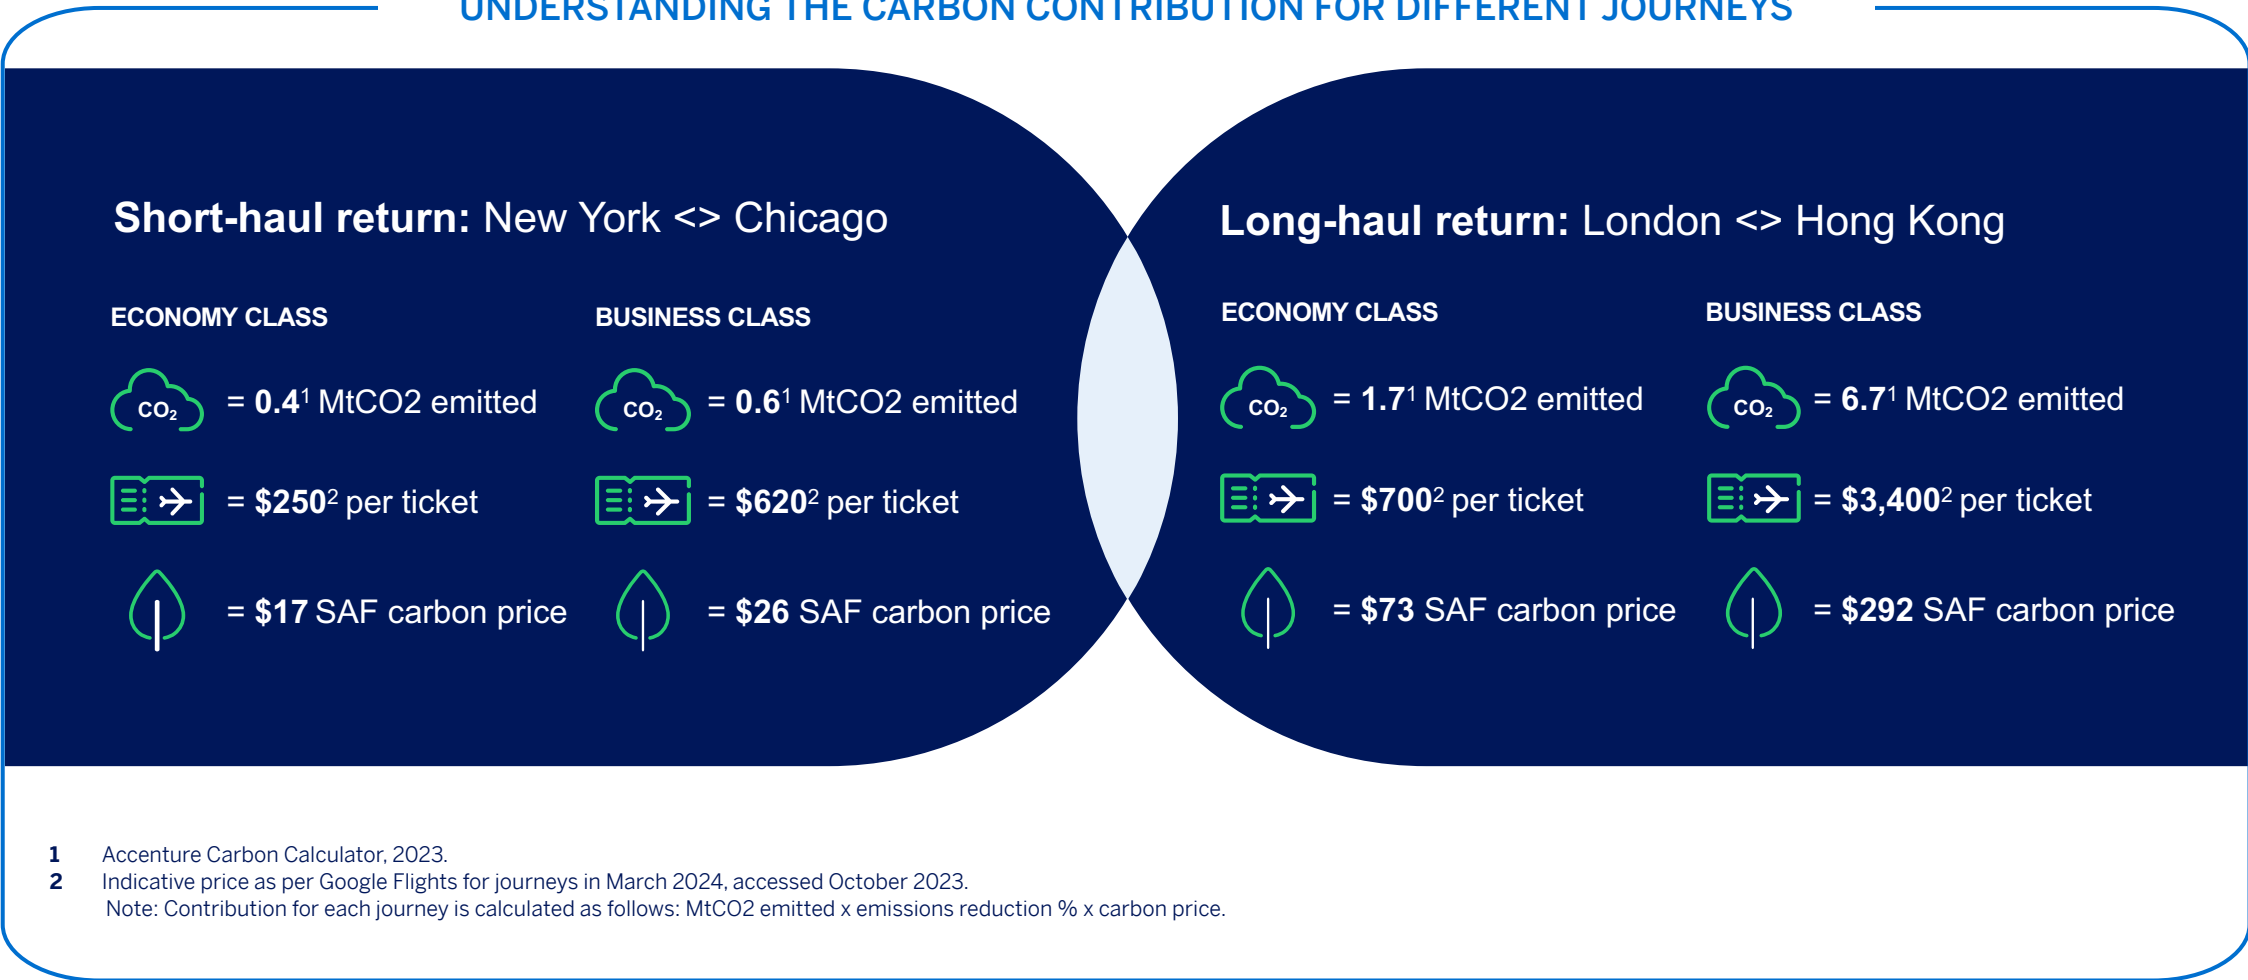 UNDERSTANDING THE CARBON CONTRIBUTION FOR DIFFERENT JOURNEYS
Short-haul return: New York <> Chicago
ECONOMY CLASS
CO₂ = 0.4¹ MtCO2 emitted
= $250² per ticket
= $17 SAF carbon price
BUSINESS CLASS
CO₂ = 0.6¹ MtCO2 emitted
= $620² per ticket
= $26 SAF carbon price
Long-haul return: London <> Hong Kong
ECONOMY CLASS
CO₂ = 1.7¹ MtCO2 emitted
= $700² per ticket
= $73 SAF carbon price
BUSINESS CLASS
CO₂ = 6.7¹ MtCO2 emitted
= $3,400² per ticket
= $292 SAF carbon price
1 Accenture Carbon Calculator, 2023.
2 Indicative price as per Google Flights for journeys in March 2024, accessed October 2023.
Note: Contribution for each journey is calculated as follows: MtCO2 emitted x emissions reduction % x carbon price.